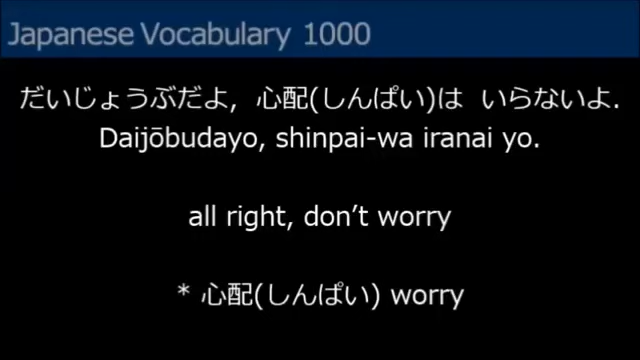 Japanese Vocabulary 1000
だいじょうぶだよ, 心配(しんぱい)は いらないよ.
Daijōbudayo, shinpai-wa iranai yo.
all right, don't worry
* 心配(しんぱい) worry